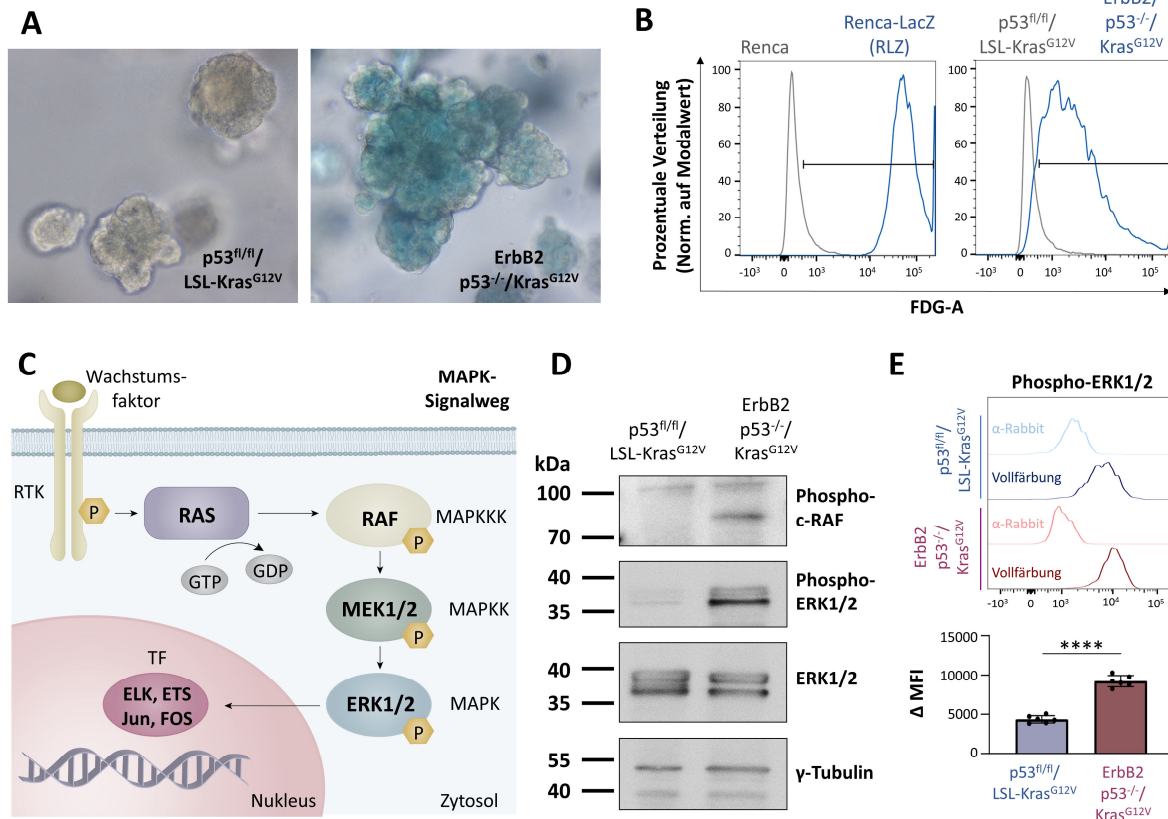 A
p53fl/fl/
LSL-KrasG12V
ErbB2
p53-/-/KrasG12V
B
Renca
Renca-LacZ
(RLZ)
p53fl/fl/
LSL-KrasG12V
ErbB2/
p53-/-/
KrasG12V
Prozentuale Verteilung
(Norm. auf Modalwert)
100
80
60
40
20
0
-10³ 0 10³ 10⁴ 10⁵
100
80
60
40
20
0
-10³ 0 10³ 10⁴ 10⁵
FDG-A
C
Wachstums-
faktor
MAPK-
Signalweg
RTK
P
RAS
RAF
MAPKKK
P
GTP
GDP
MEK1/2
MAPKK
P
TF
ELK, ETS
Jun, FOS
ERK1/2
MAPK
P
Nukleus
Zytosol
D
p53fl/fl/
LSL-KrasG12V
ErbB2
p53-/-/
KrasG12V
kDa
100
70
Phospho-
c-RAF
40
35
Phospho-
ERK1/2
40
35
ERK1/2
55
40
γ-Tubulin
E
Phospho-ERK1/2
p53fl/fl/
LSL-KrasG12V
α-Rabbit
Vollfärbung
ErbB2
p53-/-/
KrasG12V
α-Rabbit
Vollfärbung
-10³ 0 10³ 10⁴ 10⁵
Δ MFI
15000
10000
5000
0
****
p53fl/fl/
LSL-KrasG12V
ErbB2
p53-/-/
KrasG12V